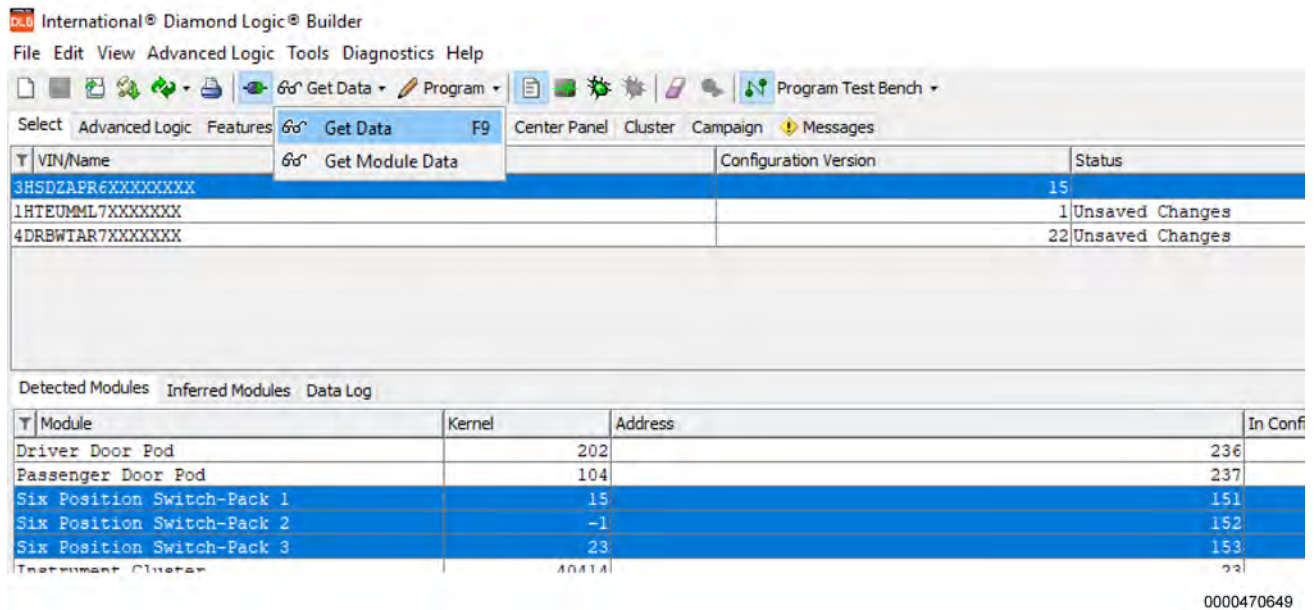 DLB International® Diamond Logic® Builder
File Edit View Advanced Logic Tools Diagnostics Help
Get Data Program Program Test Bench
Select Advanced Logic Features Get Data F9 Center Panel Cluster Campaign Messages
VIN/Name Get Module Data Configuration Version Status
3HSDZAPR6XXXXXXXX 15
1HTEUMML7XXXXXXX 1 Unsaved Changes
4DRBWTAR7XXXXXXX 22 Unsaved Changes
Detected Modules Inferred Modules Data Log
Module Kernel Address In Confi
Driver Door Pod 202 236
Passenger Door Pod 104 237
Six Position Switch-Pack 1 15 151
Six Position Switch-Pack 2 -1 152
Six Position Switch-Pack 3 23 153
Instrument Cluster 40414 23
0000470649